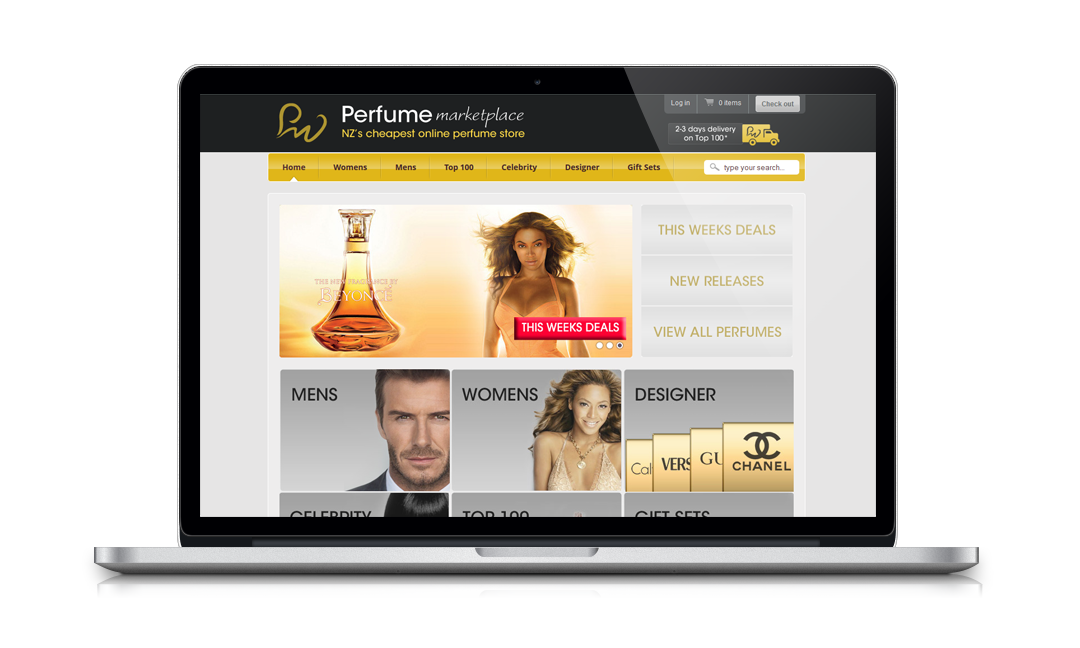 Perfume marketplace
NZ's cheapest online perfume store
Log in
0 items
Check out
2-3 days delivery
on Top 100*
Home
Womens
Mens
Top 100
Celebrity
Designer
Gift Sets
type your search...
THE NEW FRAGRANCE BY
BEYONCÉ
THIS WEEKS DEALS
THIS WEEKS DEALS
NEW RELEASES
VIEW ALL PERFUMES
MENS
WOMENS
DESIGNER
Cal
VERS
GU
CHANEL
CELEBRITY
TOP 100
GIFT SETS